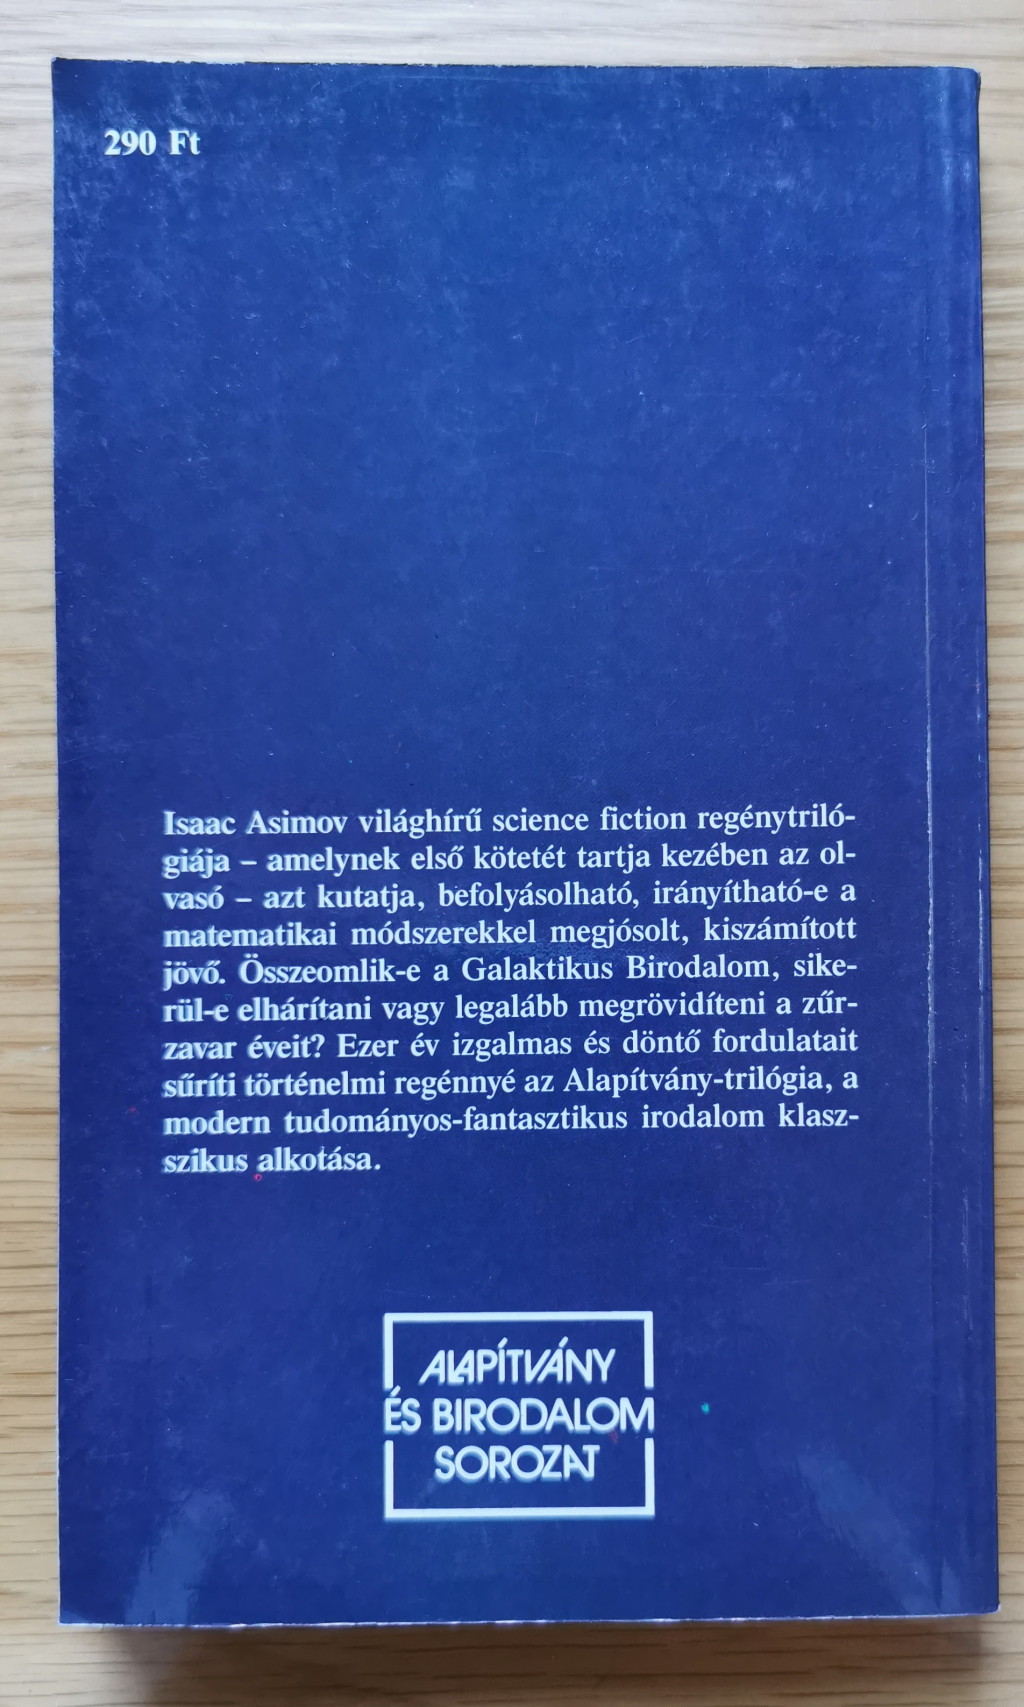 290 Ft
Isaac Asimov világhírű science fiction regénytriló-
giája – amelynek első kötetét tartja kezében az ol-
vasó – azt kutatja, befolyásolható, irányítható-e a
matematikai módszerekkel megjósolt, kiszámított
jövő. Összeomlik-e a Galaktikus Birodalom, sike-
rül-e elhárítani vagy legalább megrövidíteni a zűr-
zavar éveit? Ezer év izgalmas és döntő fordulatait
sűríti történelmi regénnyé az Alapítvány-trilógia, a
modern tudományos-fantasztikus irodalom klasz-
szikus alkotása.
ALAPÍTVÁNY
ÉS BIRODALOM
SOROZAT